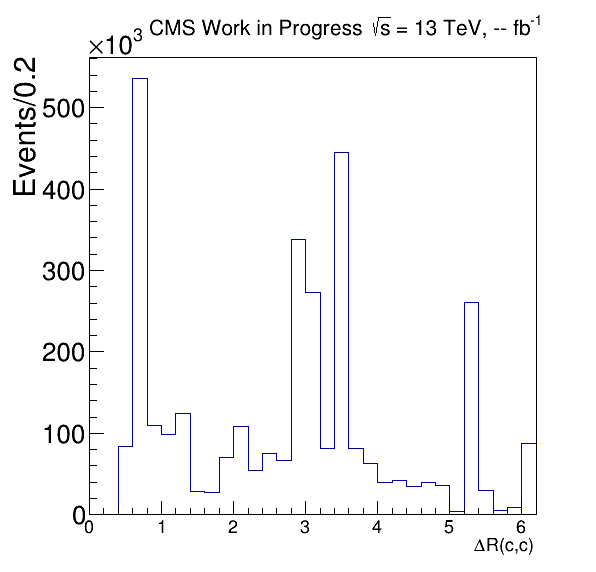 ×10³ CMS Work in Progress √s = 13 TeV, -- fb⁻¹
Events/0.2
500
400
300
200
100
0
0 1 2 3 4 5 6
ΔR(c,c)